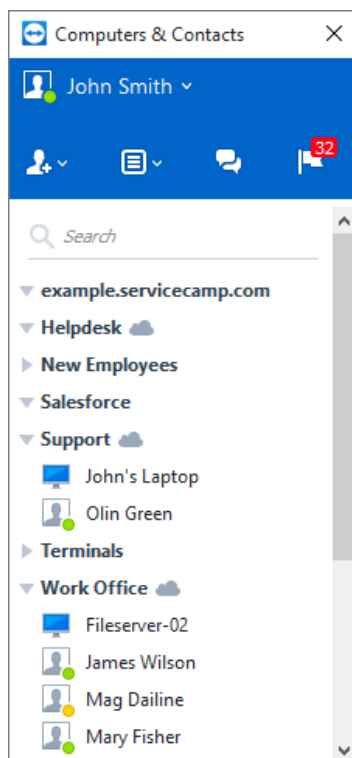 Computers & Contacts
John Smith
32
Search
example.servicecamp.com
Helpdesk
New Employees
Salesforce
Support
John's Laptop
Olin Green
Terminals
Work Office
Fileserver-02
James Wilson
Mag Dailine
Mary Fisher